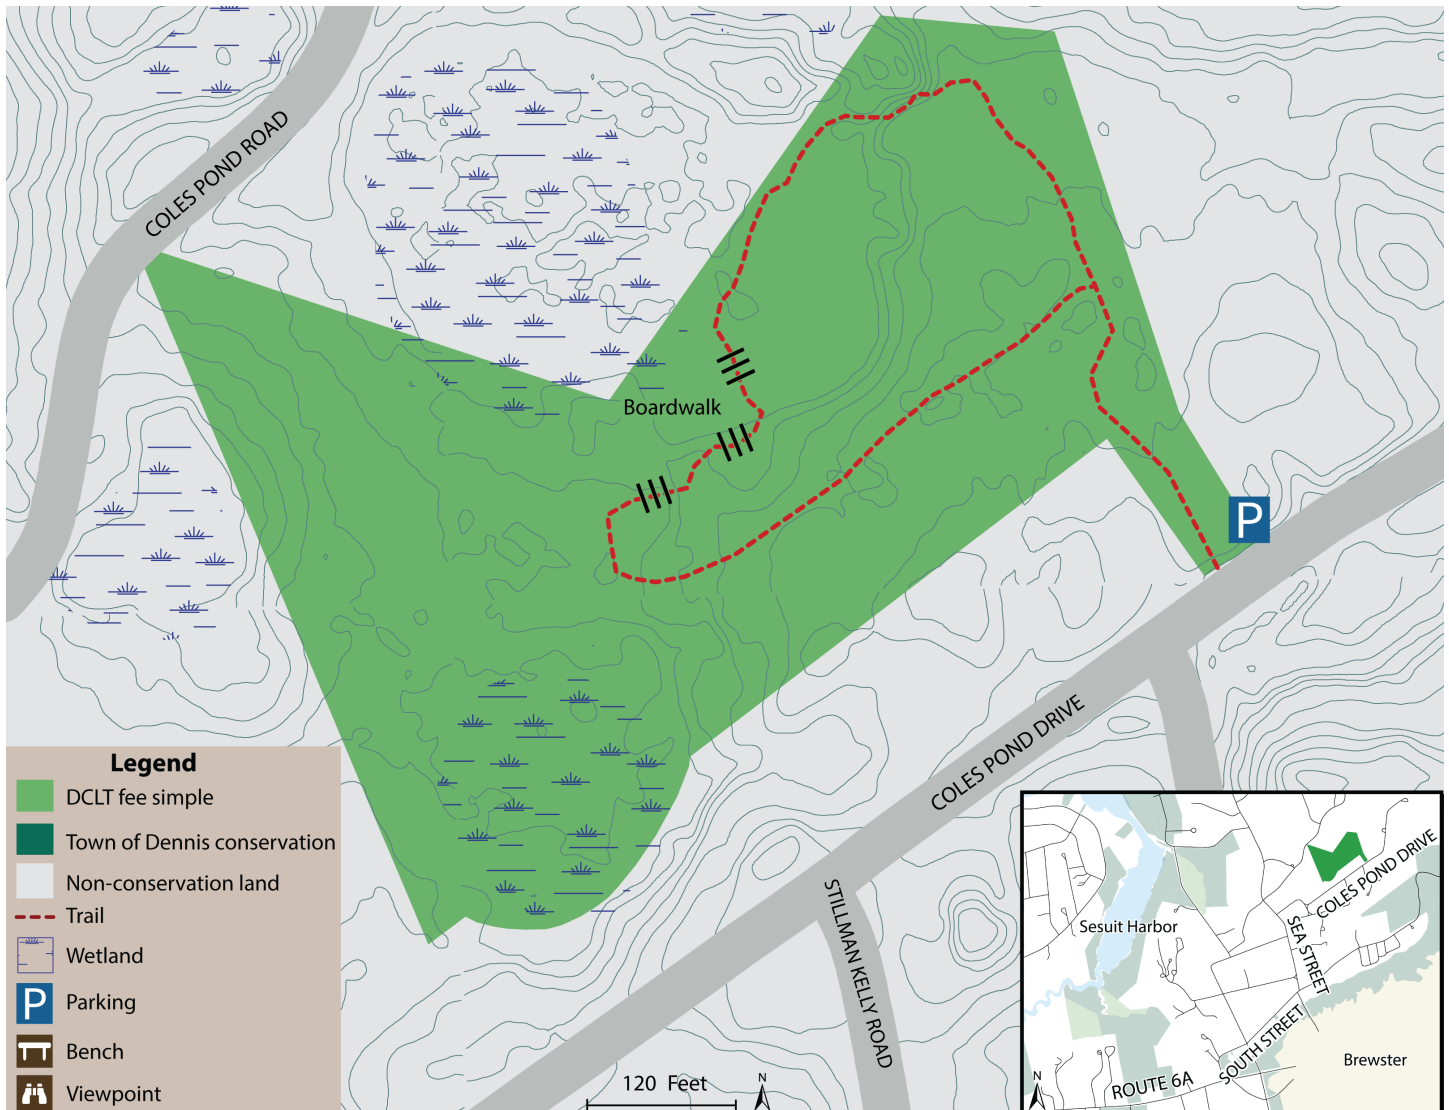 COLES POND ROAD
Boardwalk
P
COLES POND DRIVE
STILLMAN KELLY ROAD
Legend
DCLT fee simple
Town of Dennis conservation
Non-conservation land
Trail
Wetland
P Parking
Bench
Viewpoint
120 Feet
N
COLES POND DRIVE
Sesuit Harbor
SEA STREET
SOUTH STREET
Brewster
ROUTE 6A
N